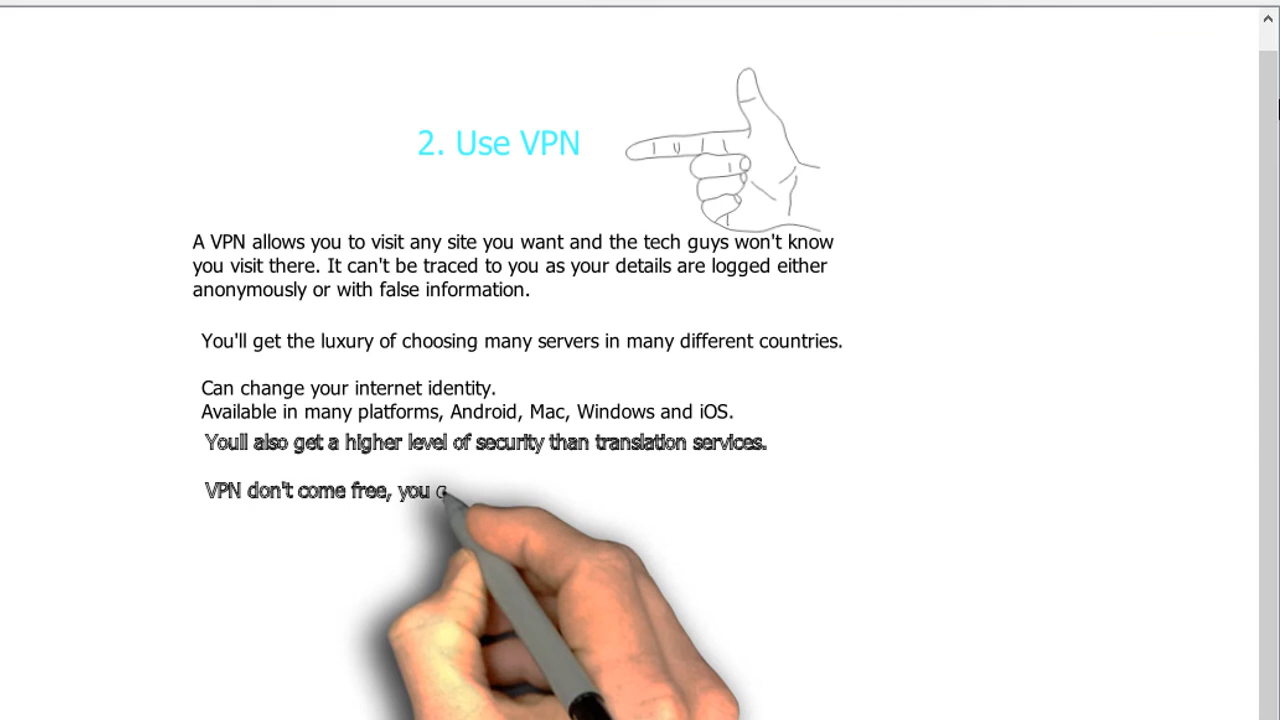 2. Use VPN
A VPN allows you to visit any site you want and the tech guys won't know
you visit there. It can't be traced to you as your details are logged either
anonymously or with false information.
You'll get the luxury of choosing many servers in many different countries.
Can change your internet identity.
Available in many platforms, Android, Mac, Windows and iOS.
Youll also get a higher level of security than translation services.
VPN don't come free, you